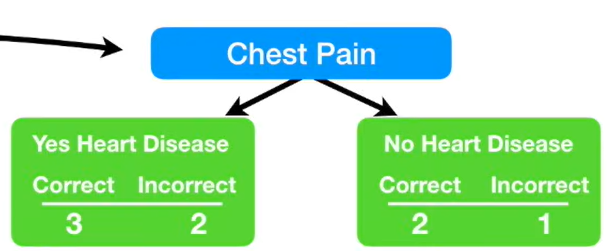 Chest Pain
Yes Heart Disease
Correct Incorrect
3 2
No Heart Disease
Correct Incorrect
2 1